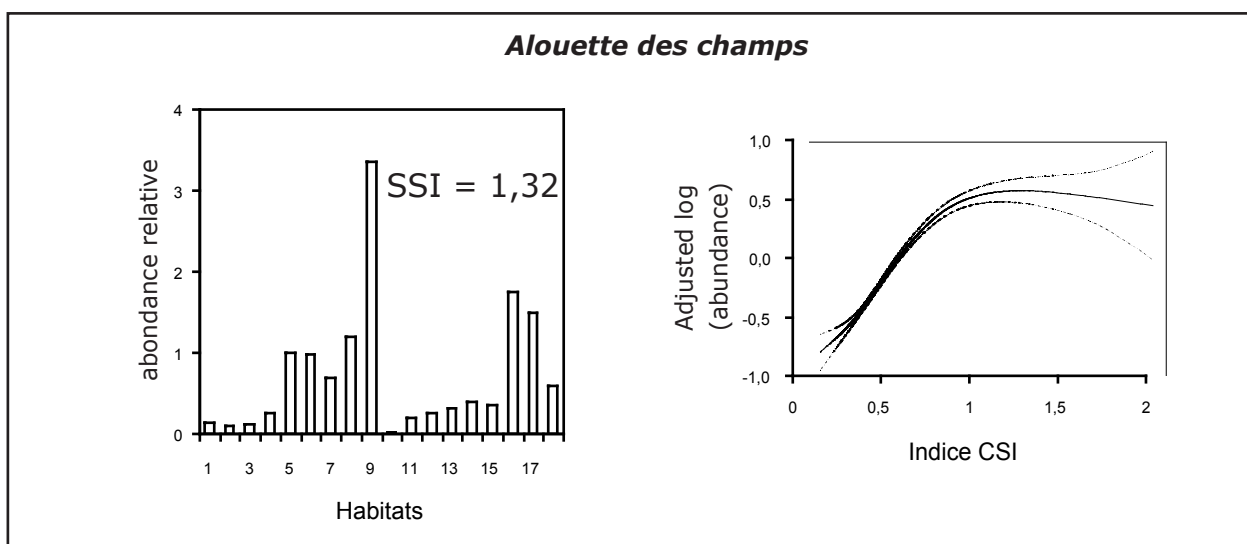 Alouette des champs
4
3
2
1
0
abondance relative
SSI = 1,32
1 3 5 7 9 11 13 15 17
Habitats
1,0
0,5
0,0
-0,5
-1,0
Adjusted log
(abundance)
0 0,5 1 1,5 2
Indice CSI